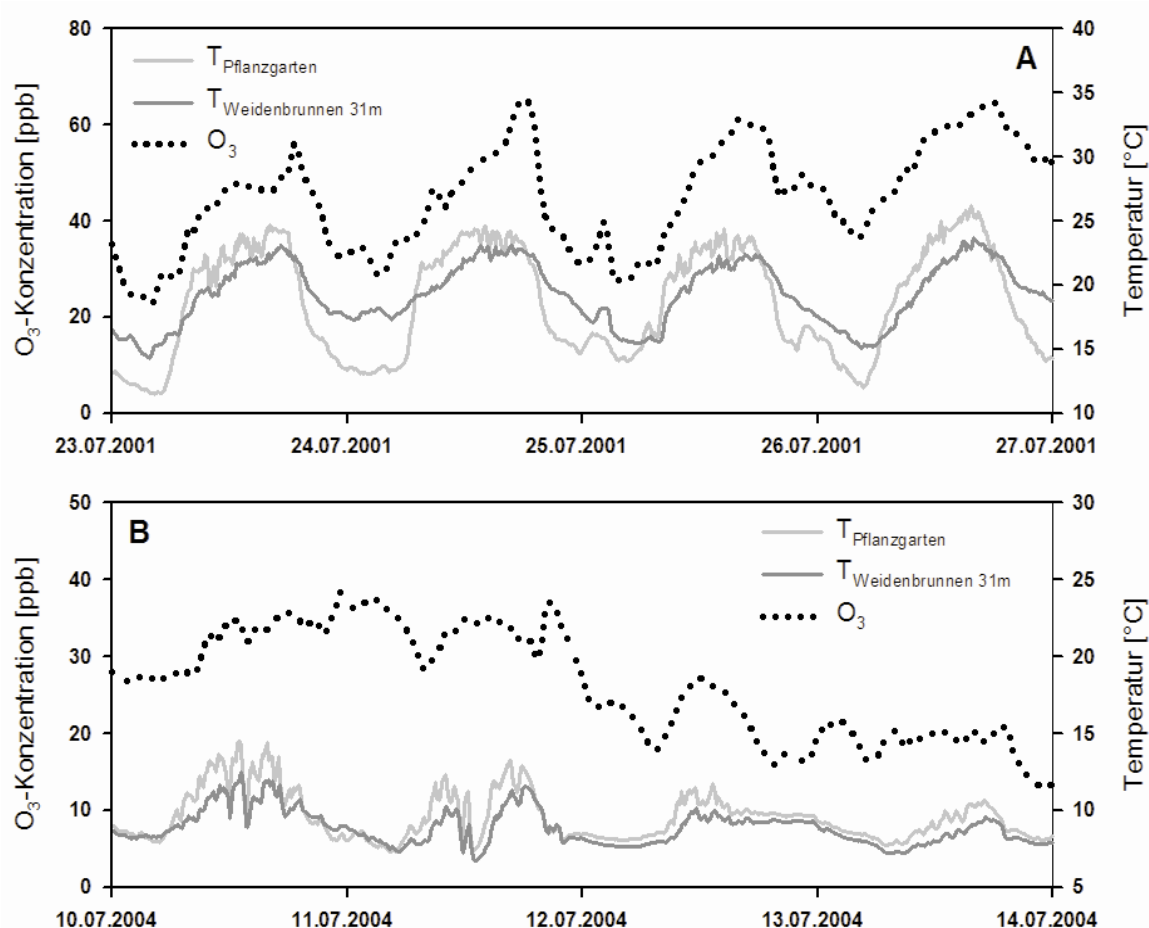 A
T Pflanzgarten
T Weidenbrunnen 31m
O3
O3-Konzentration [ppb]
80
60
40
20
0
Temperatur [°C]
40
35
30
25
20
15
10
23.07.2001 24.07.2001 25.07.2001 26.07.2001 27.07.2001
B
T Pflanzgarten
T Weidenbrunnen 31m
O3
O3-Konzentration [ppb]
50
40
30
20
10
0
Temperatur [°C]
30
25
20
15
10
5
10.07.2004 11.07.2004 12.07.2004 13.07.2004 14.07.2004